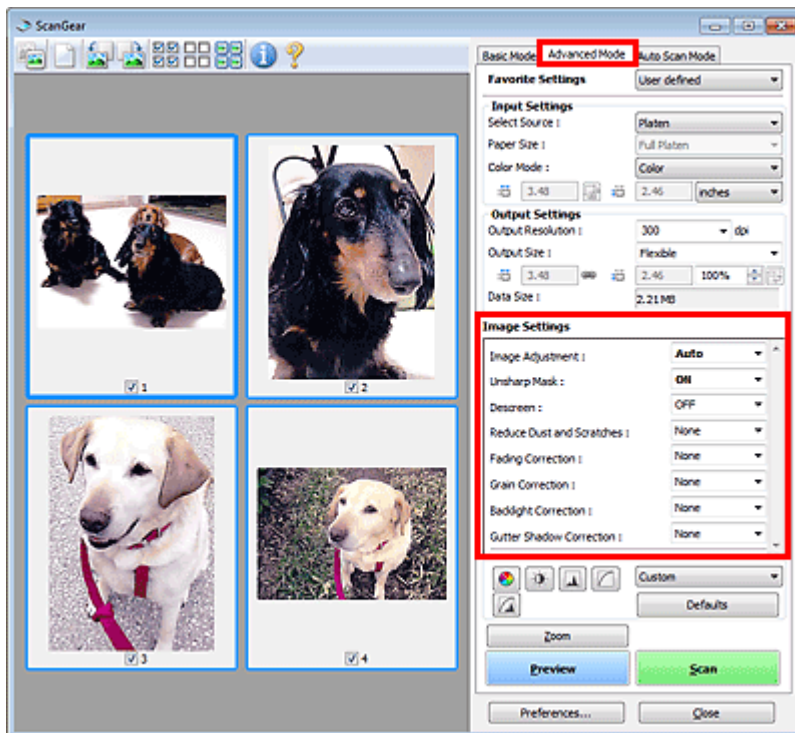 ScanGear
Basic Mode Advanced Mode Auto Scan Mode
Favorite Settings User defined
Input Settings
Select Source : Platen
Paper Size : Full Platen
Color Mode : Color
3.48 2.46 inches
Output Settings
Output Resolution : 300 dpi
Output Size : Flexible
3.48 2.46 100%
Data Size : 2.21 MB
Image Settings
Image Adjustment : Auto
Unsharp Mask : ON
Descreen : OFF
Reduce Dust and Scratches : None
Fading Correction : None
Grain Correction : None
Backlight Correction : None
Gutter Shadow Correction : None
Custom
Defaults
Zoom
Preview Scan
Preferences... Close
1 2
3 4